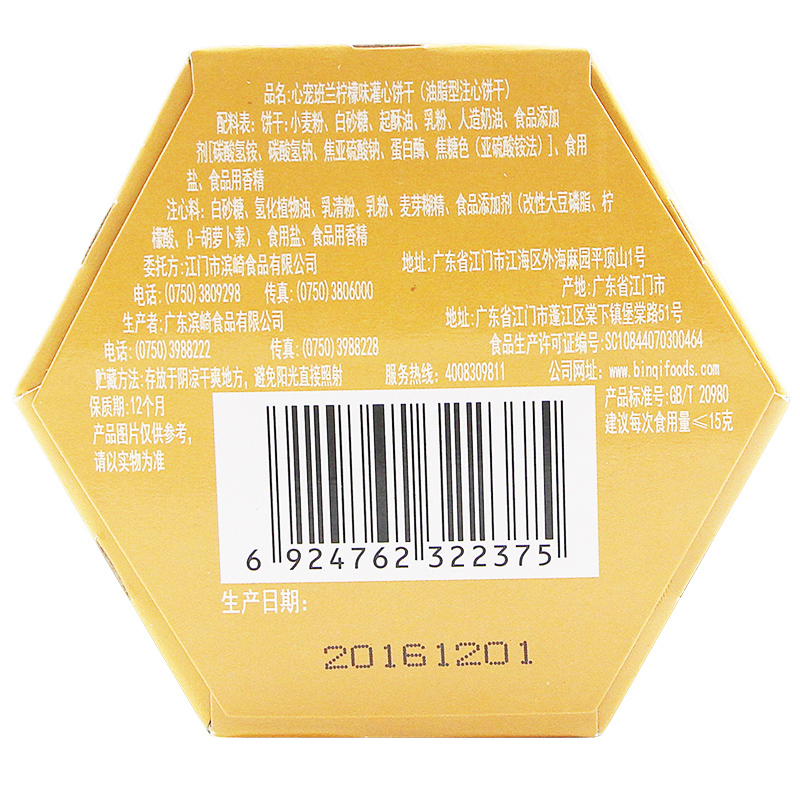 品名:心宠班兰柠檬味灌心饼干(油脂型注心饼干)
配料表:饼干:小麦粉、白砂糖、起酥油、乳粉、人造奶油、食品添加
剂[碳酸氢铵、碳酸氢钠、焦亚硫酸钠、蛋白酶、焦糖色(亚硫酸铵法)]、食用
盐、食品用香精
注心料:白砂糖、氢化植物油、乳清粉、乳粉、麦芽糊精、食品添加剂(改性大豆磷脂、柠
檬酸、β-胡萝卜素)、食用盐、食品用香精
委托方:江门市滨崎食品有限公司 地址:广东省江门市江海区外海麻园平顶山1号
电话:(0750)3809298 传真:(0750)3806000 产地:广东省江门市
生产者:广东滨崎食品有限公司 地址:广东省江门市蓬江区棠下镇堡棠路51号
电话:(0750)3988222 传真:(0750)3988228 食品生产许可证编号:SC10844070300464
贮藏方法:存放于阴凉干爽地方,避免阳光直接照射 服务热线:4008309811 公司网址:www.binqifoods.com
保质期:12个月 产品标准号:GB/T 20980
产品图片仅供参考, 建议每次食用量≤15克
请以实物为准
6 924762 322375
生产日期:
20161201